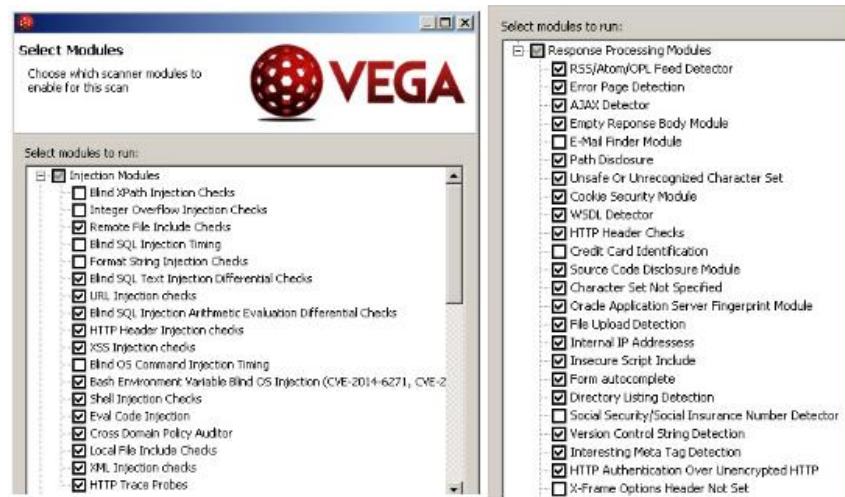 Select Modules
Choose which scanner modules to
enable for this scan
VEGA
Select modules to run:
Injection Modules
Blind XPath Injection Checks
Integer Overflow Injection Checks
Remote File Include Checks
Blind SQL Injection Timing
Format String Injection Checks
Blind SQL Text Injection Differential Checks
URL Injection checks
Blind SQL Injection Arithmetic Evaluation Differential Checks
HTTP Header Injection checks
XSS Injection checks
Blind OS Command Injection Timing
Bash Environment Variable Blind OS Injection (CVE-2014-6271, CVE-2
Shell Injection Checks
Eval Code Injection
Cross Domain Policy Auditor
Local File Include Checks
XML Injection checks
HTTP Trace Probes
Select modules to run:
Response Processing Modules
RSS/Atom/OPL Feed Detector
Error Page Detection
AJAX Detector
Empty Reponse Body Module
E-Mail Finder Module
Path Disclosure
Unsafe Or Unrecognized Character Set
Cookie Security Module
WSDL Detector
HTTP Header Checks
Credit Card Identification
Source Code Disclosure Module
Character Set Not Specified
Oracle Application Server Fingerprint Module
File Upload Detection
Internal IP Addressess
Insecure Script Include
Form autocomplete
Directory Listing Detection
Social Security/Social Insurance Number Detector
Version Control String Detection
Interesting Meta Tag Detection
HTTP Authentication Over Unencrypted HTTP
X-Frame Options Header Not Set